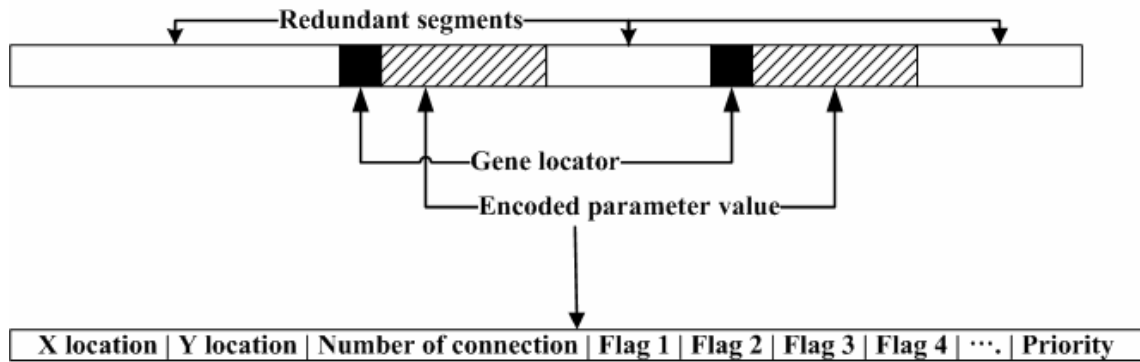 Redundant segments
Gene locator
Encoded parameter value
X location | Y location | Number of connection | Flag 1 | Flag 2 | Flag 3 | Flag 4 | ···. | Priority